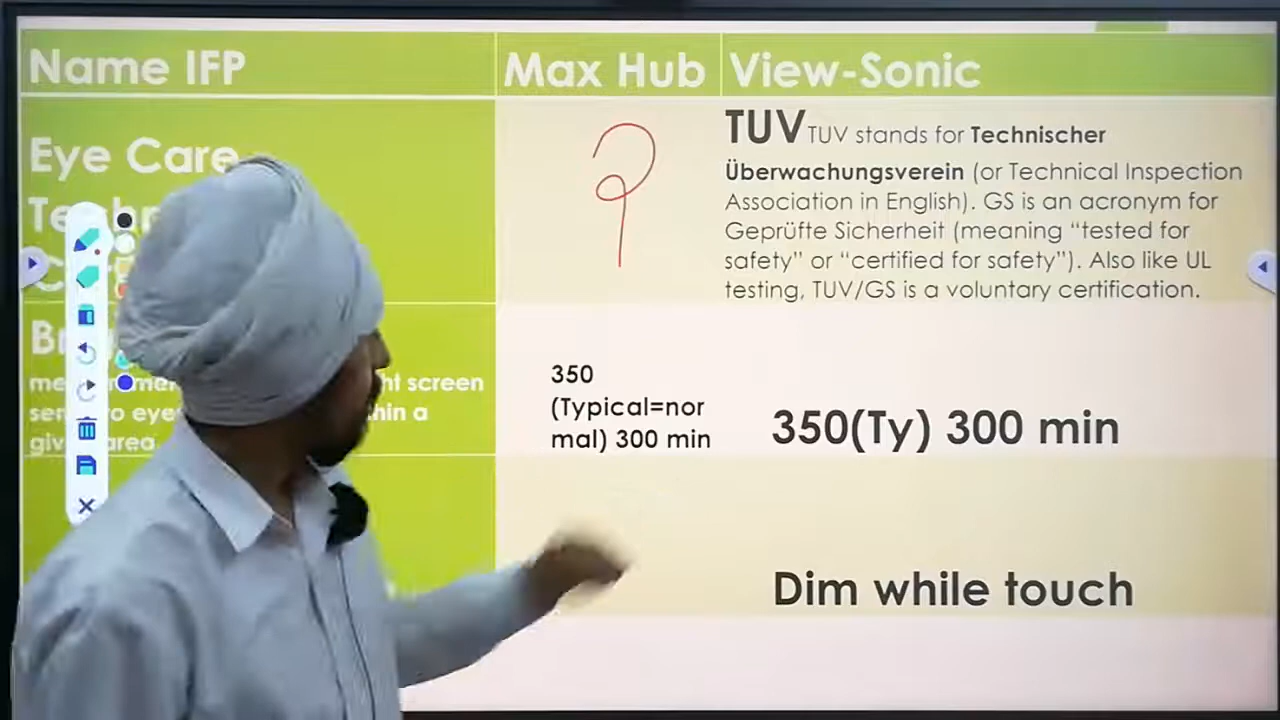 Name IFP
Max Hub
View-Sonic
Eye Care
TUV TUV stands for Technischer
Überwachungsverein (or Technical Inspection
Association in English). GS is an acronym for
Geprüfte Sicherheit (meaning “tested for
safety” or “certified for safety”). Also like UL
testing, TUV/GS is a voluntary certification.
screen
eye
given area
350
(Typical=nor
mal) 300 min
350(Ty) 300 min
Dim while touch